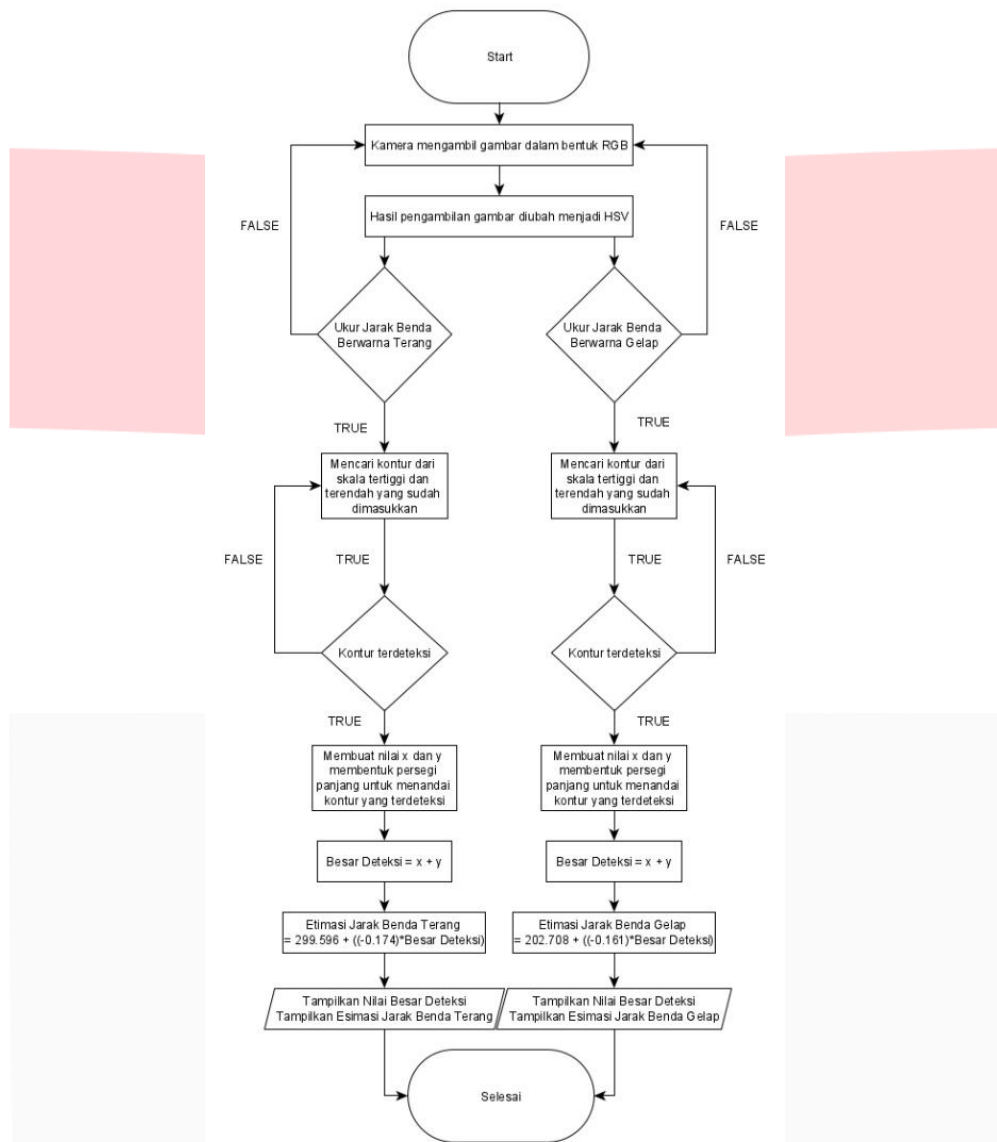 Start
Kamera mengambil gambar dalam bentuk RGB
Hasil pengambilan gambar diubah menjadi HSV
FALSE
FALSE
Ukur Jarak Benda
Berwarna Terang
Ukur Jarak Benda
Berwarna Gelap
TRUE
TRUE
Mencari kontur dari
skala tertiggi dan
terendah yang sudah
dimasukkan
Mencari kontur dari
skala tertiggi dan
terendah yang sudah
dimasukkan
FALSE
TRUE
TRUE
FALSE
Kontur terdeteksi
Kontur terdeteksi
TRUE
TRUE
Membuat nilai x dan y
membentuk persegi
panjang untuk menandai
kontur yang terdeteksi
Membuat nilai x dan y
membentuk persegi
panjang untuk menandai
kontur yang terdeteksi
Besar Deteksi = x + y
Besar Deteksi = x + y
Etimasi Jarak Benda Terang
= 299.596 + ((-0.174)*Besar Deteksi)
Etimasi Jarak Benda Gelap
= 202.708 + ((-0.161)*Besar Deteksi)
Tampilkan Nilai Besar Deteksi
Tampilkan Esimasi Jarak Benda Terang
Tampilkan Nilai Besar Deteksi
Tampilkan Esimasi Jarak Benda Gelap
Selesai